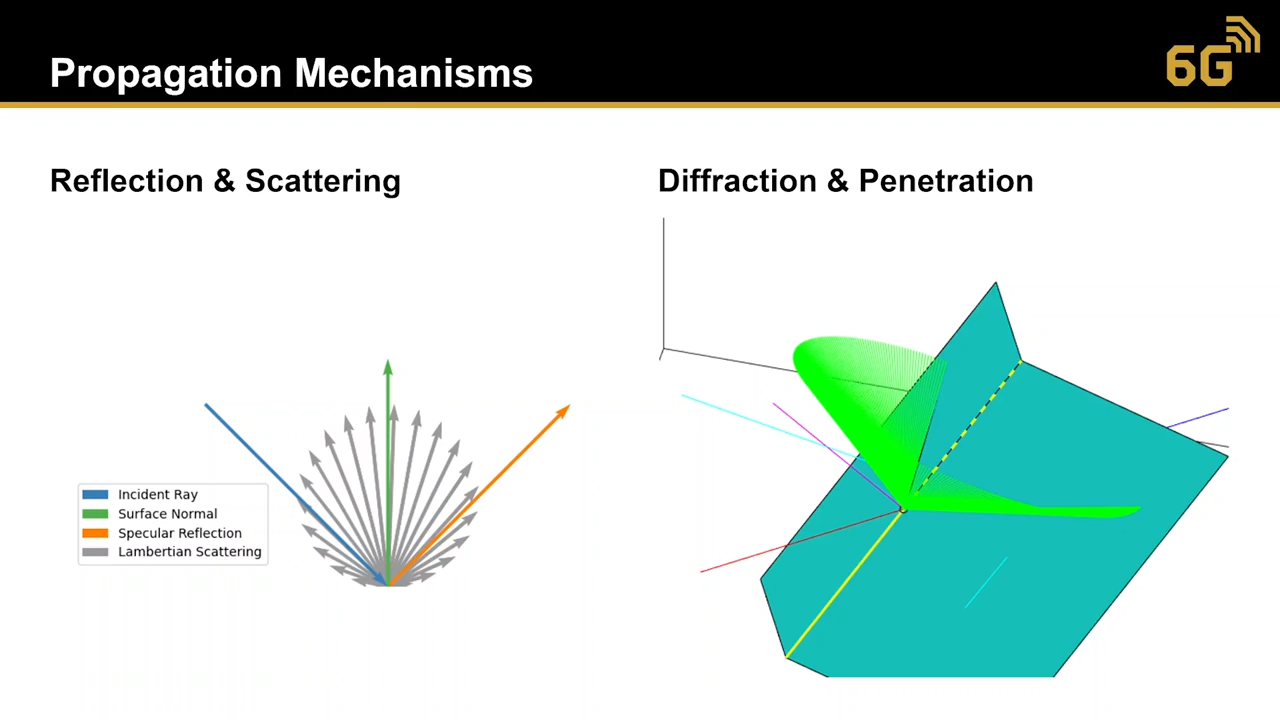 Propagation Mechanisms
6G
Reflection & Scattering
Diffraction & Penetration
Incident Ray
Surface Normal
Specular Reflection
Lambertian Scattering